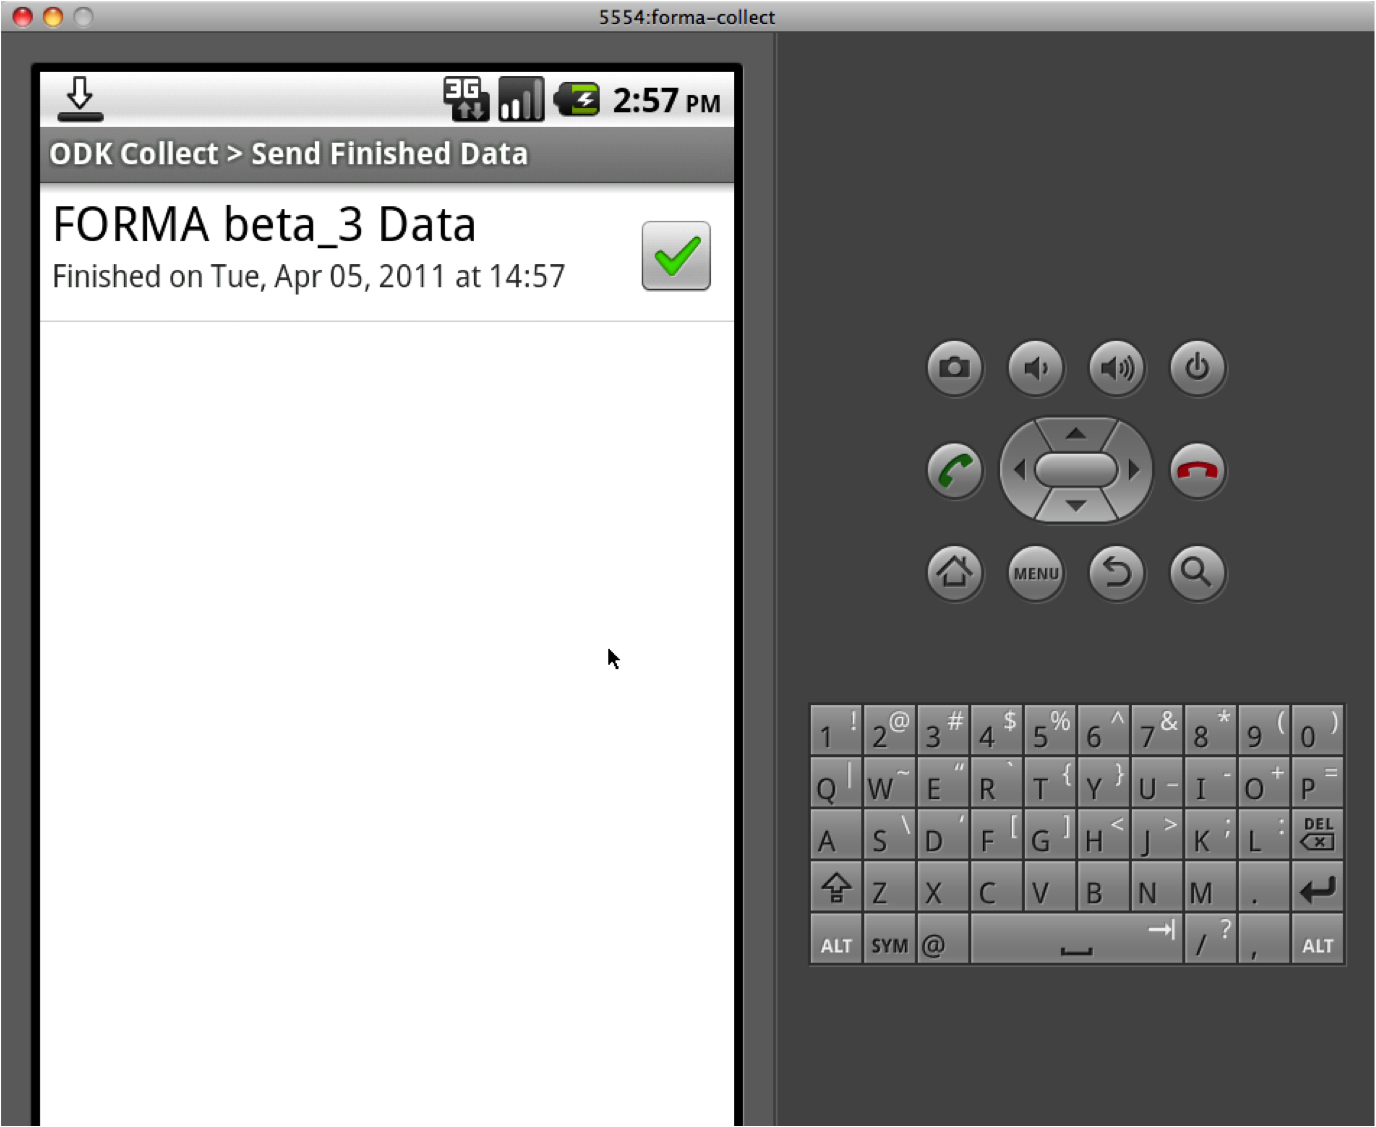 5554:forma-collect
3G 2:57 PM
ODK Collect > Send Finished Data
FORMA beta_3 Data
Finished on Tue, Apr 05, 2011 at 14:57
MENU
1 ! 2 @ 3 # 4 $ 5 % 6 ^ 7 & 8 * 9 ( 0 )
Q | W ~ E “ R ` T { Y } U _ I - O + P =
A S \ D ‘ F [ G ] H < J > K ; L : DEL
Z X C V B N M .
ALT SYM @ / ? , ALT